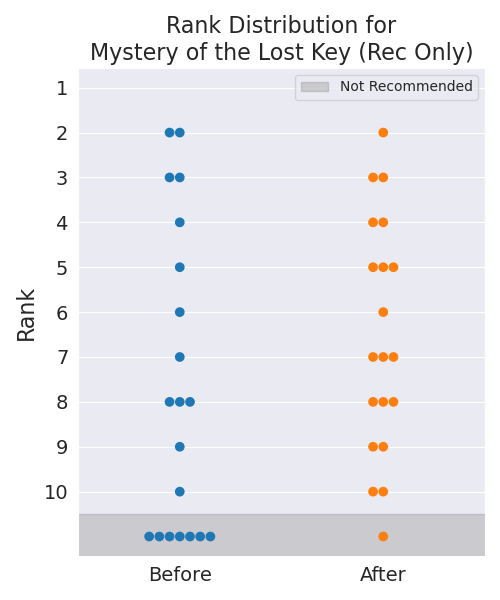 Rank Distribution for
Mystery of the Lost Key (Rec Only)
Not Recommended
1
2
3
4
5
6
7
8
9
10
Rank
Before
After